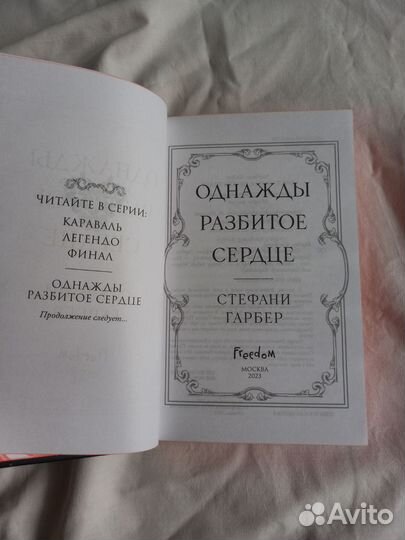 ЧИТАЙТЕ В СЕРИИ:
КАРАВАЛЬ
ЛЕГЕНДО
ФИНАЛ
ОДНАЖДЫ
РАЗБИТОЕ СЕРДЦЕ
Продолжение следует...
ОДНАЖДЫ
РАЗБИТОЕ
СЕРДЦЕ
СТЕФАНИ
ГАРБЕР
Freedom
МОСКВА
2023
Avito